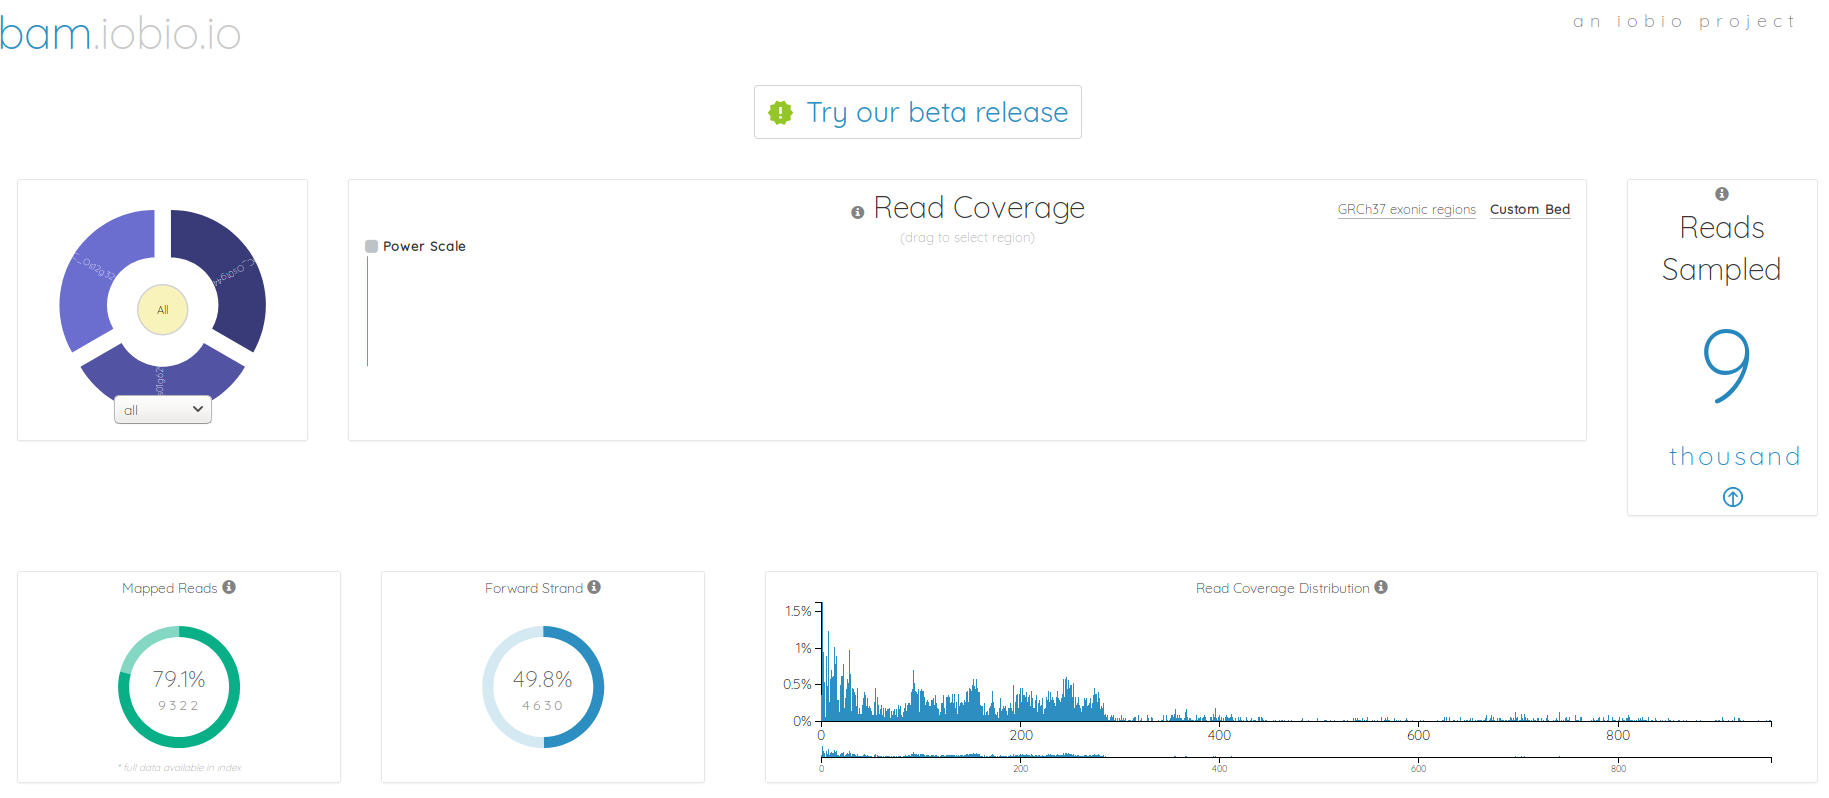 bam.iobio.io
an iobio project
Try our beta release
All
all
Read Coverage
(drag to select region)
GRCh37 exonic regions
Custom Bed
Power Scale
Reads
Sampled
9
thousand
Mapped Reads
79.1%
9322
* full data available in index
Forward Strand
49.8%
4630
Read Coverage Distribution
1.5%
1%
0.5%
0%
0 200 400 600 800
0 200 400 600 800